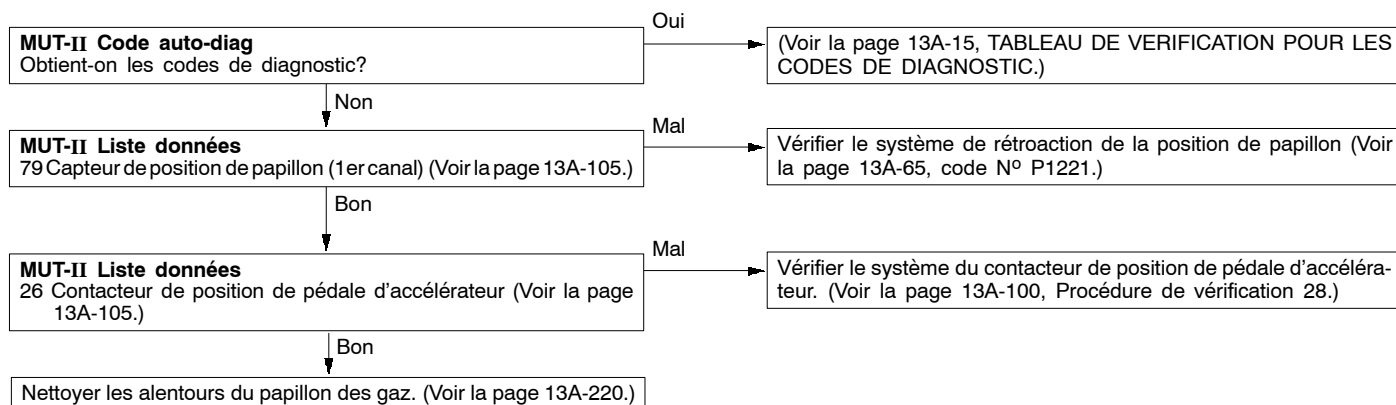 MUT-II Code auto-diag
Obtient-on les codes de diagnostic?
Oui
(Voir la page 13A-15, TABLEAU DE VERIFICATION POUR LES
CODES DE DIAGNOSTIC.)
Non
MUT-II Liste données
79 Capteur de position de papillon (1er canal) (Voir la page 13A-105.)
Mal
Vérifier le système de rétroaction de la position de papillon (Voir
la page 13A-65, code Nº P1221.)
Bon
MUT-II Liste données
26 Contacteur de position de pédale d'accélérateur (Voir la page
13A-105.)
Mal
Vérifier le système du contacteur de position de pédale d'accéléra-
teur. (Voir la page 13A-100, Procédure de vérification 28.)
Bon
Nettoyer les alentours du papillon des gaz. (Voir la page 13A-220.)